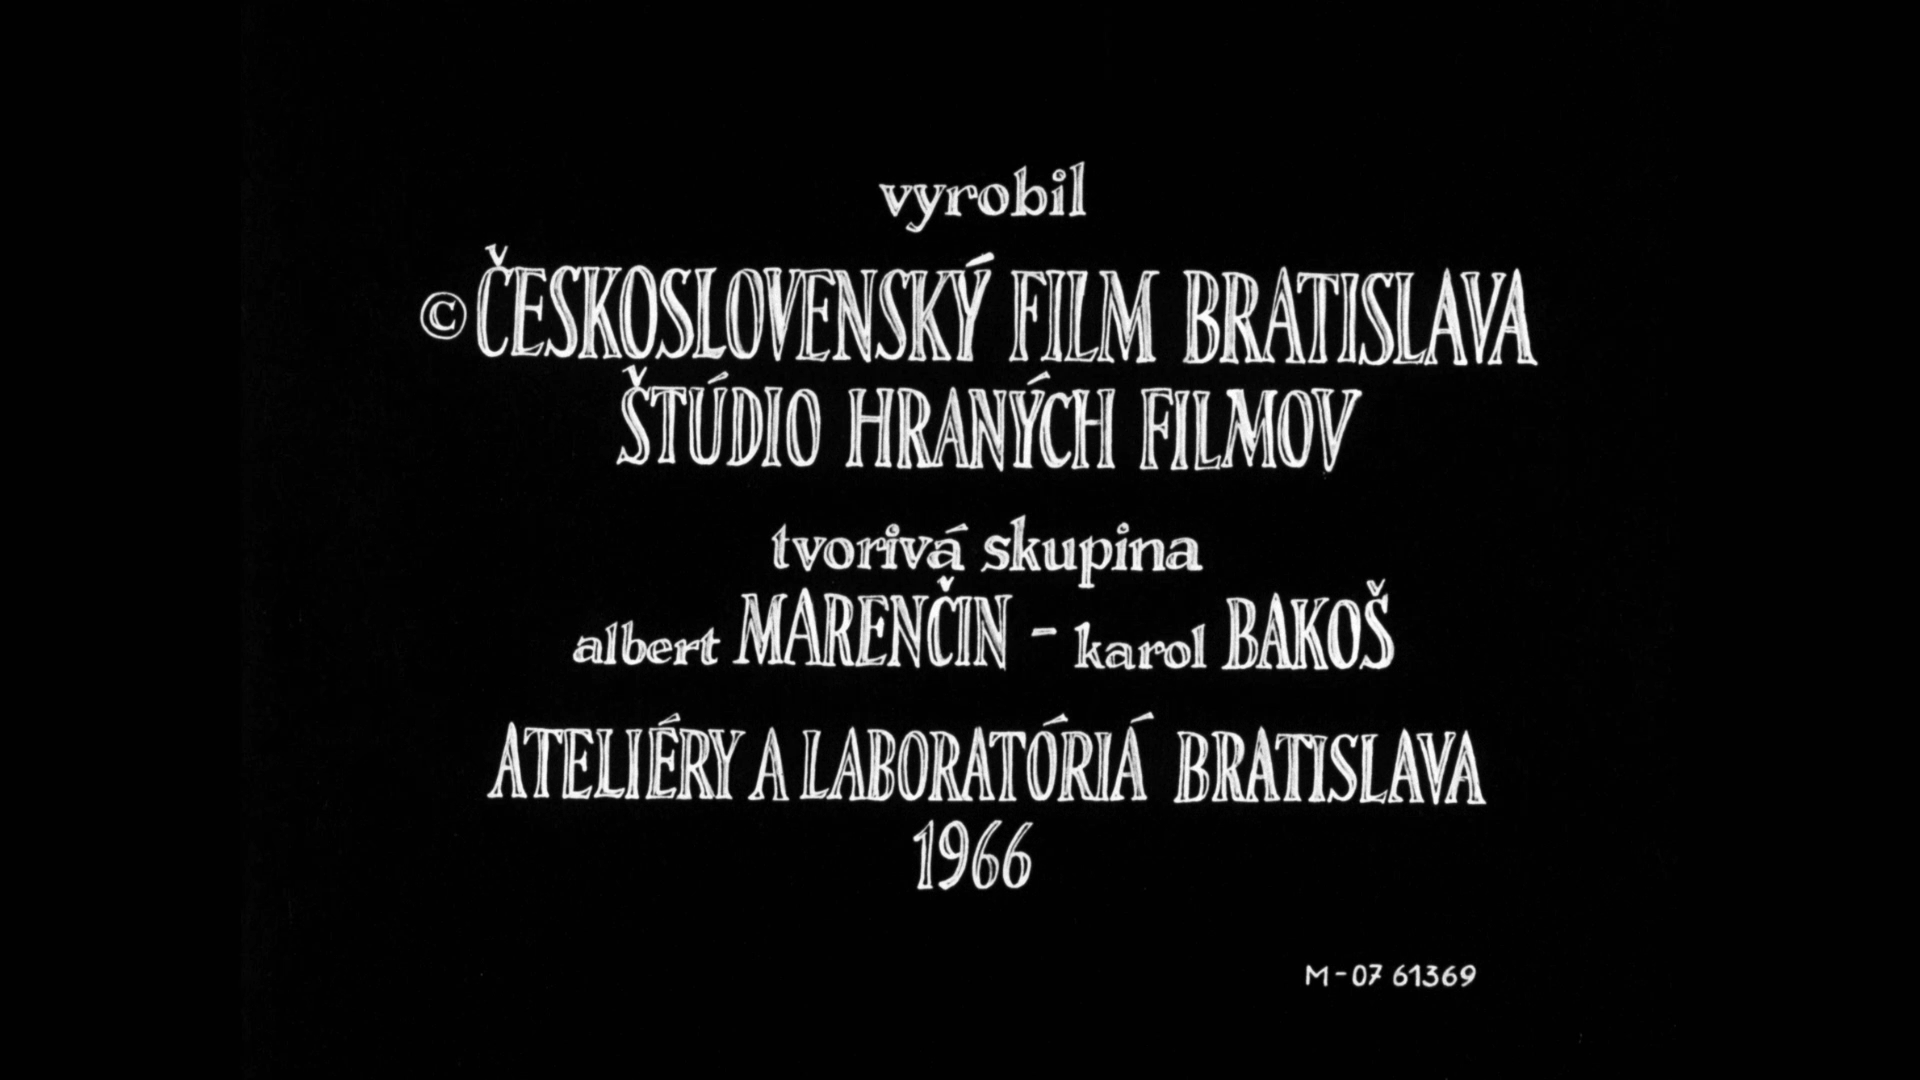 vyrobil
© ČESKOSLOVENSKÝ FILM BRATISLAVA
ŠTÚDIO HRANÝCH FILMOV
tvorivá skupina
albert MARENČIN - karol BAKOŠ
ATELIÉRY A LABORATÓRIÁ BRATISLAVA
1966
M-07 61369